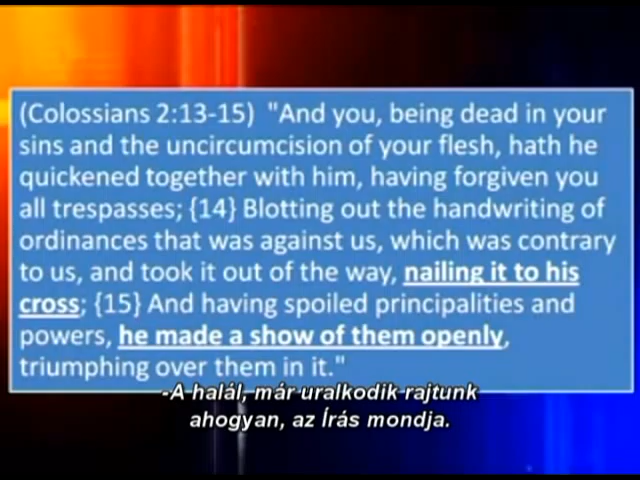 (Colossians 2:13-15)  "And you, being dead in your
sins and the uncircumcision of your flesh, hath he
quickened together with him, having forgiven you
all trespasses; {14} Blotting out the handwriting of
ordinances that was against us, which was contrary
to us, and took it out of the way, nailing it to his
cross; {15} And having spoiled principalities and
powers, he made a show of them openly,
triumphing over them in it."
-A halál, már uralkodik rajtunk
ahogyan, az Írás mondja.